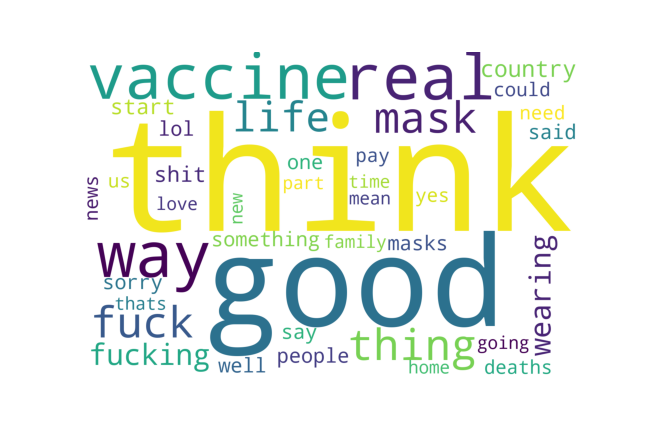 vaccine real country
could
start life mask need
lol said
think
one pay
news us shit part time yes
love new mean
way something family masks
good wearing
sorry
thats
fuck say thing going
fucking well people home deaths